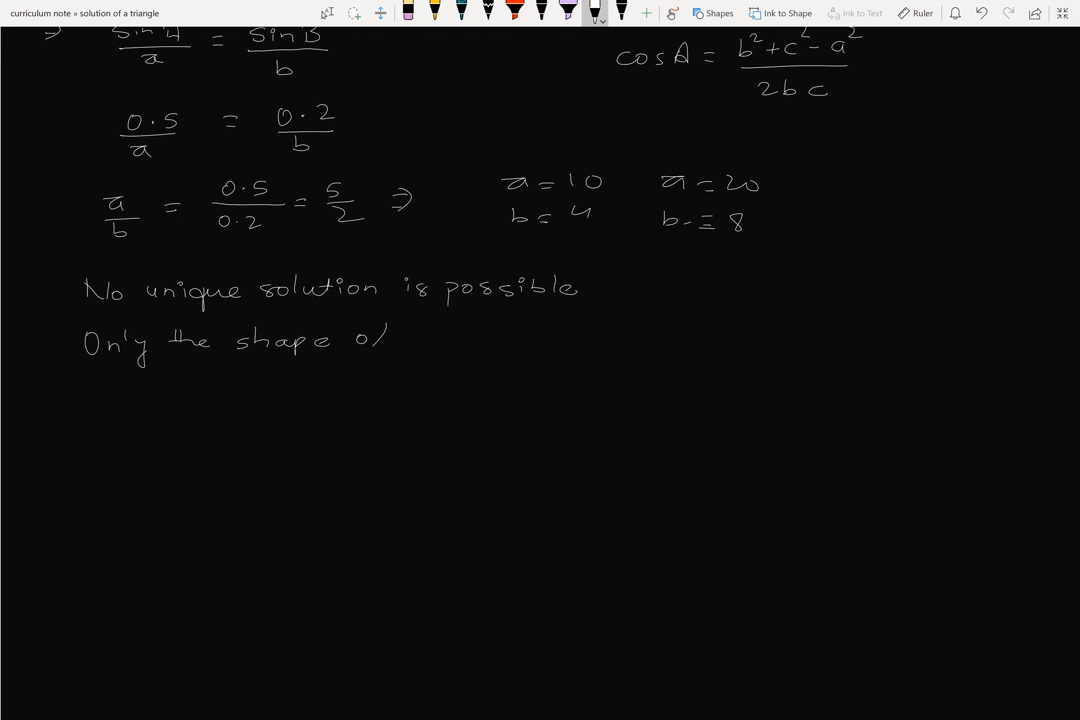 curriculum note » solution of a triangle
Shapes Ink to Shape Ink to Text Ruler
⇒ sin A / a = sin B / b
cos A = b² + c² - a² / 2bc
0.5 / a = 0.2 / b
a / b = 0.5 / 0.2 = 5 / 2 ⇒
a = 10 a = 20
b = 4 b = 8
No unique solution is possible
Only the shape o